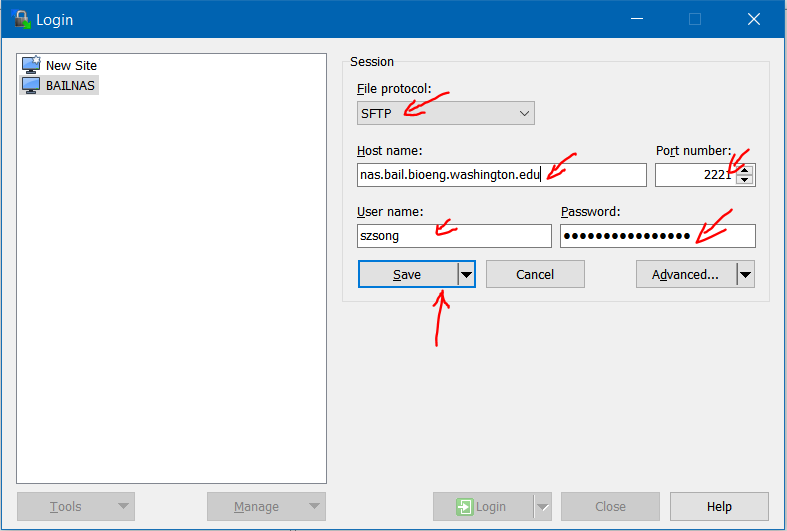 Login
New Site
BAILNAS
Session
File protocol:
SFTP
Host name: Port number:
nas.bail.bioeng.washington.edu 2221
User name: Password:
szsong ●●●●●●●●●●●●●●●●
Save Cancel Advanced...
Tools Manage Login Close Help